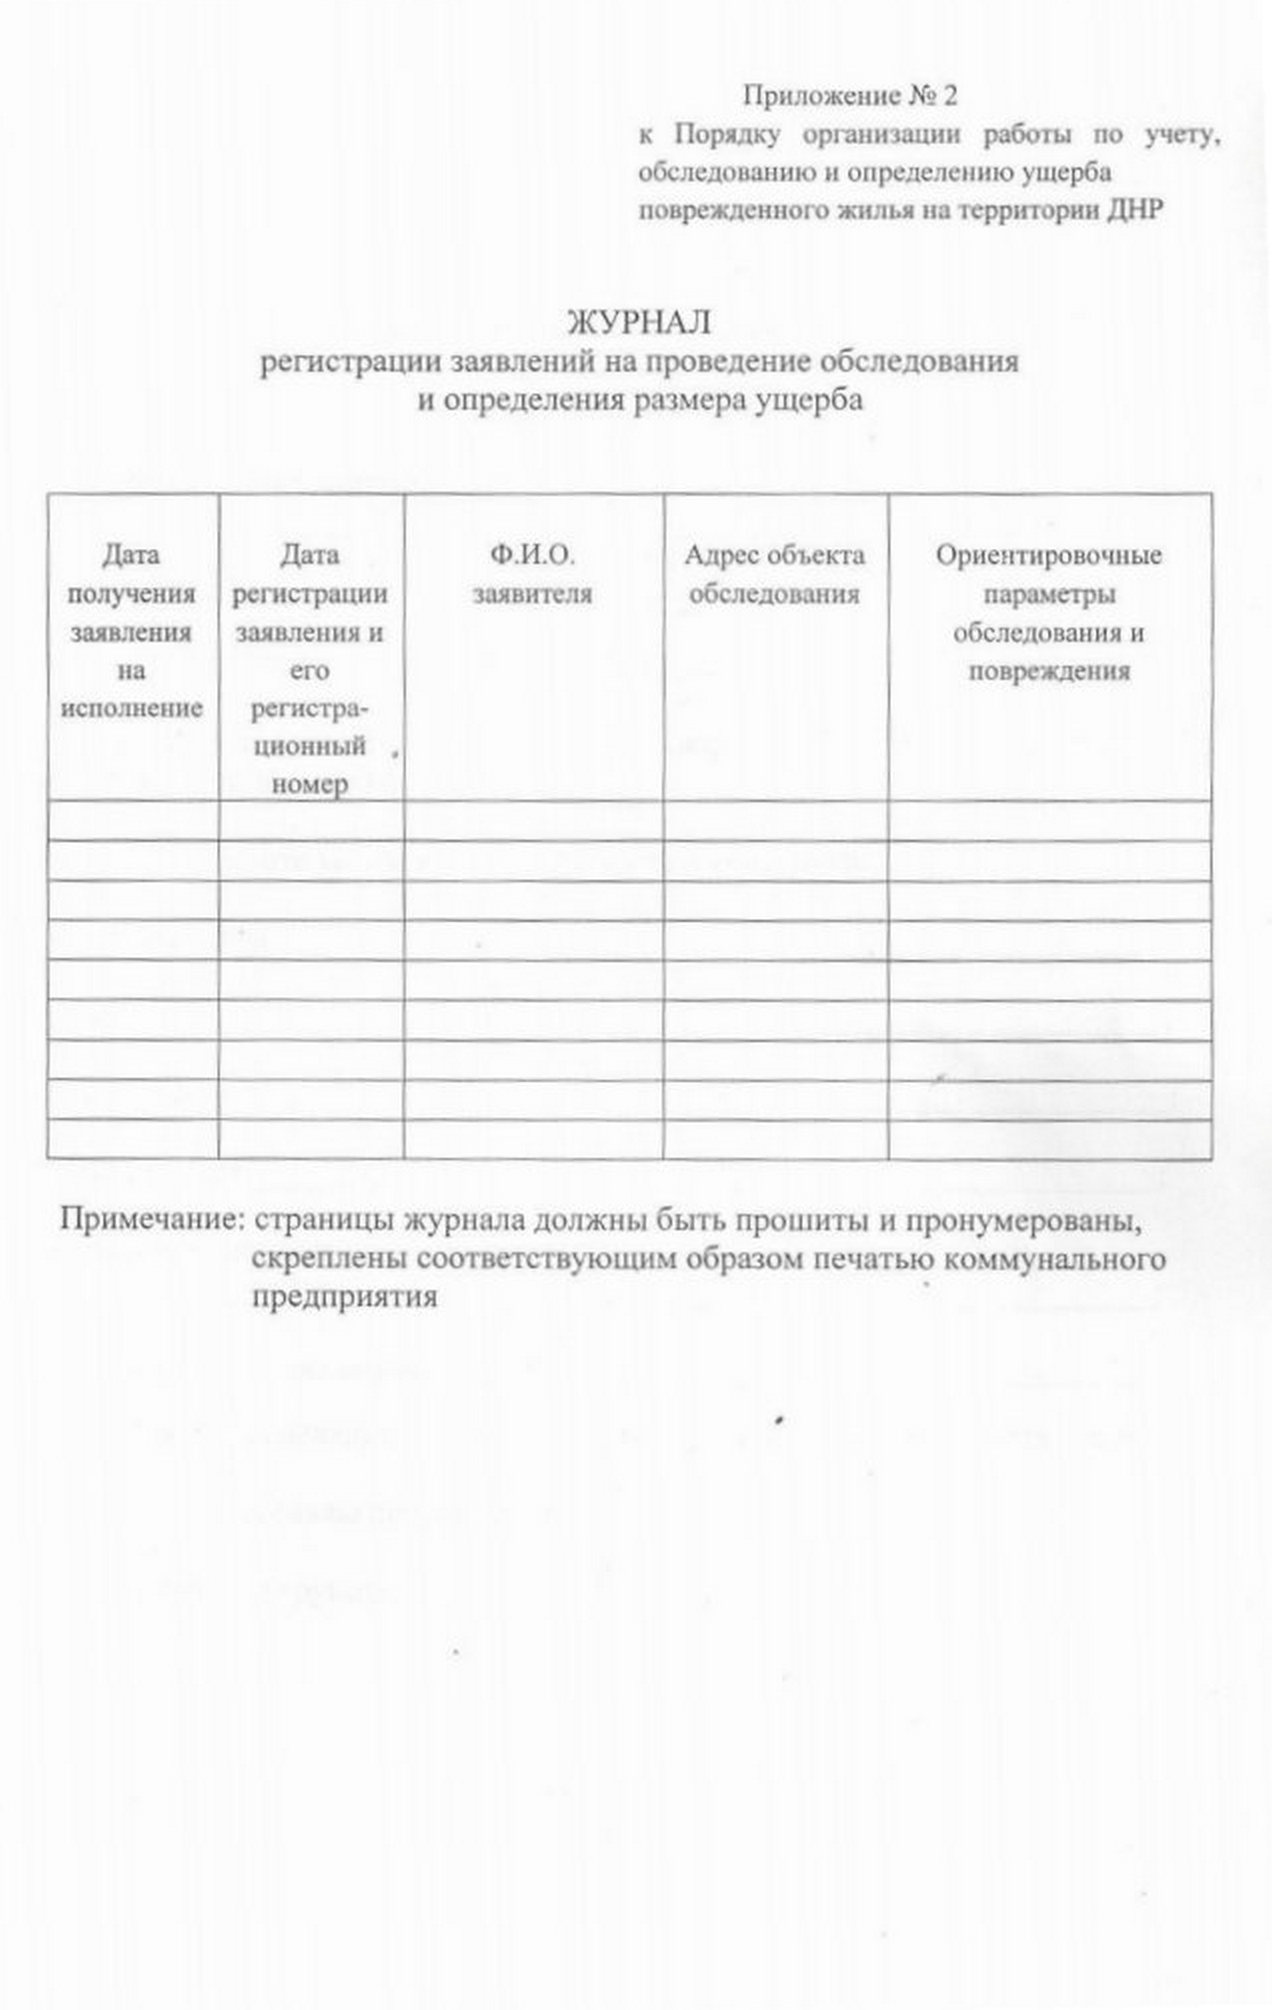 Приложение № 2
к Порядку организации работы по учету,
обследованию и определению ущерба
поврежденного жилья на территории ДНР
ЖУРНАЛ
регистрации заявлений на проведение обследования
и определения размера ущерба
Дата
получения
заявления
на
исполнение
Дата
регистрации
заявления и
его
регистра-
ционный
номер
Ф.И.О.
заявителя
Адрес объекта
обследования
Ориентировочные
параметры
обследования и
повреждения
Примечание: страницы журнала должны быть прошиты и пронумерованы,
скреплены соответствующим образом печатью коммунального
предприятия